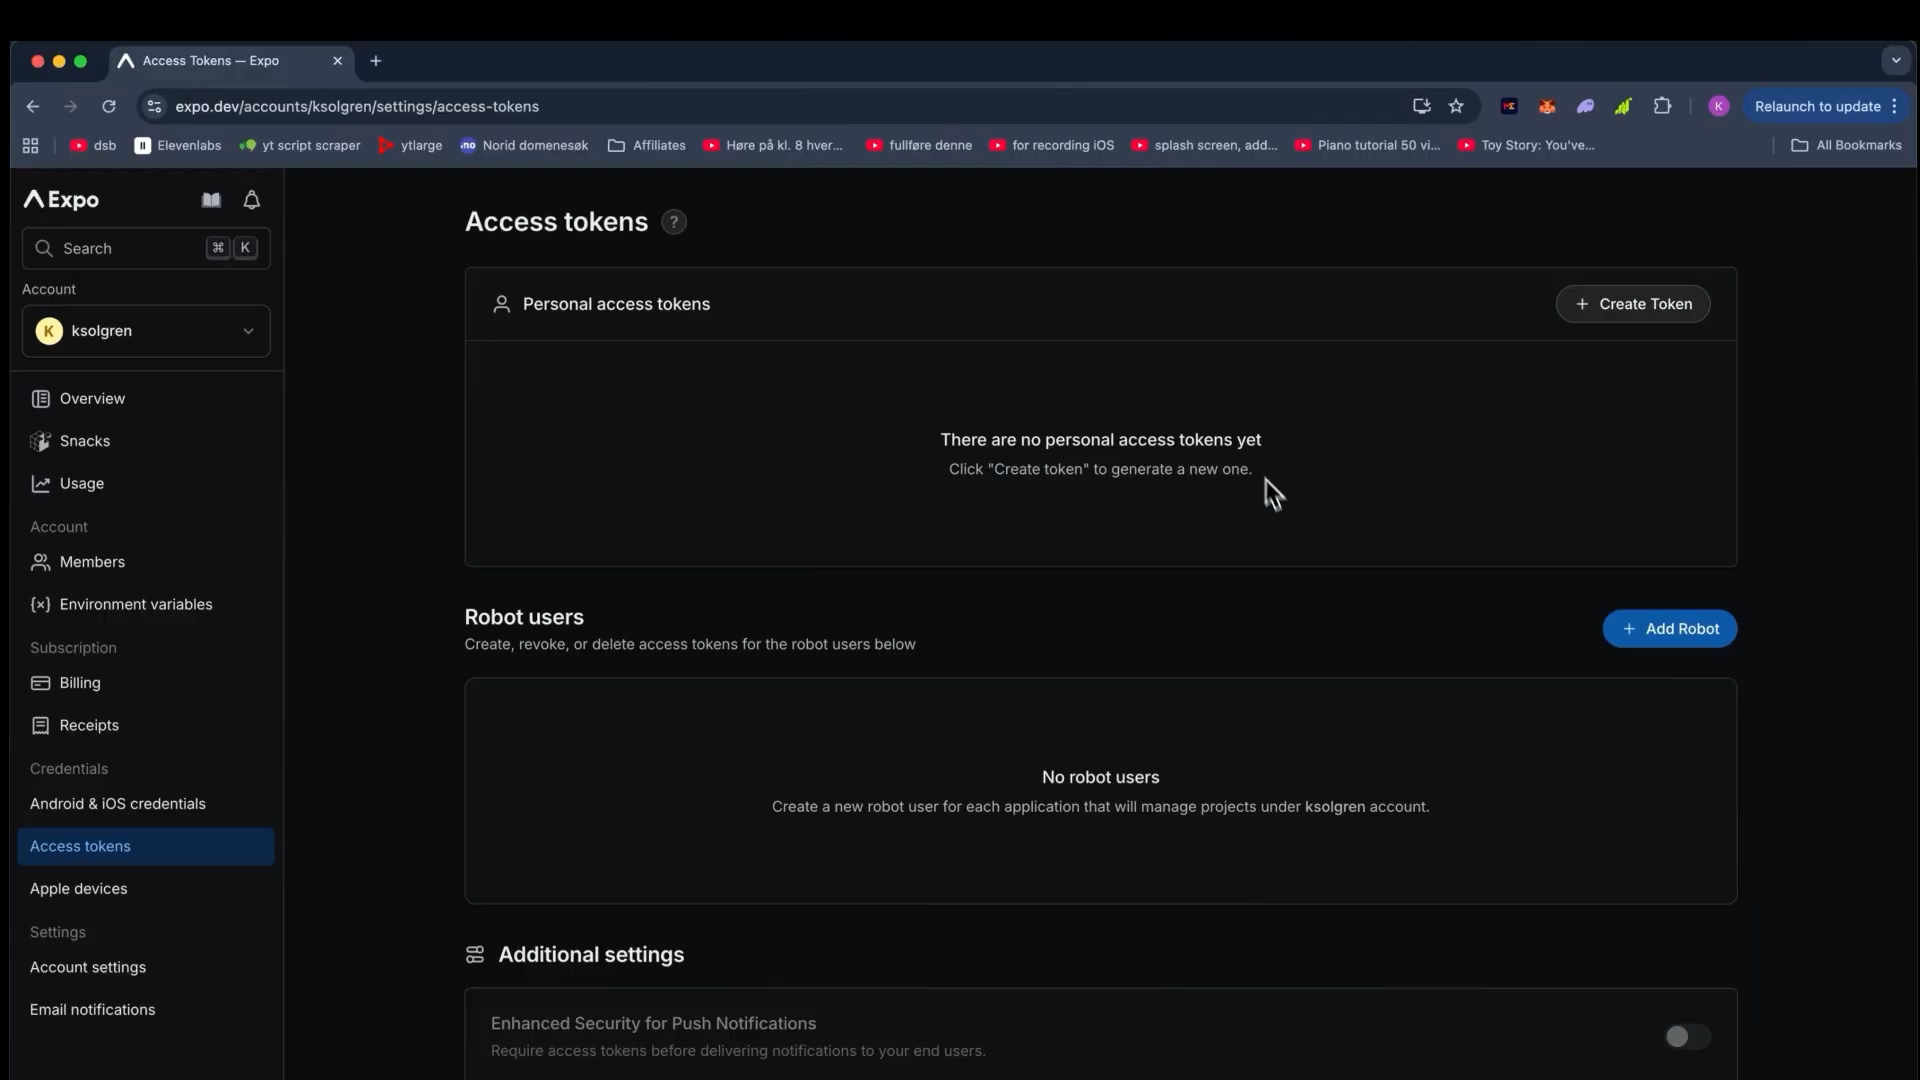 Access Tokens — Expo
expo.dev/accounts/ksolgren/settings/access-tokens
K
Relaunch to update
dsb
Elevenlabs
yt script scraper
ytlarge
Norid domenesøk
Affiliates
Høre på kl. 8 hver...
fullføre denne
for recording iOS
splash screen, add...
Piano tutorial 50 vi...
Toy Story: You've...
All Bookmarks
Expo
Search ⌘ K
Account
K ksolgren
Overview
Snacks
Usage
Account
Members
Environment variables
Subscription
Billing
Receipts
Credentials
Android & iOS credentials
Access tokens
Apple devices
Settings
Account settings
Email notifications
Access tokens ?
Personal access tokens
+ Create Token
There are no personal access tokens yet
Click "Create token" to generate a new one.
Robot users
Create, revoke, or delete access tokens for the robot users below
+ Add Robot
No robot users
Create a new robot user for each application that will manage projects under ksolgren account.
Additional settings
Enhanced Security for Push Notifications
Require access tokens before delivering notifications to your end users.